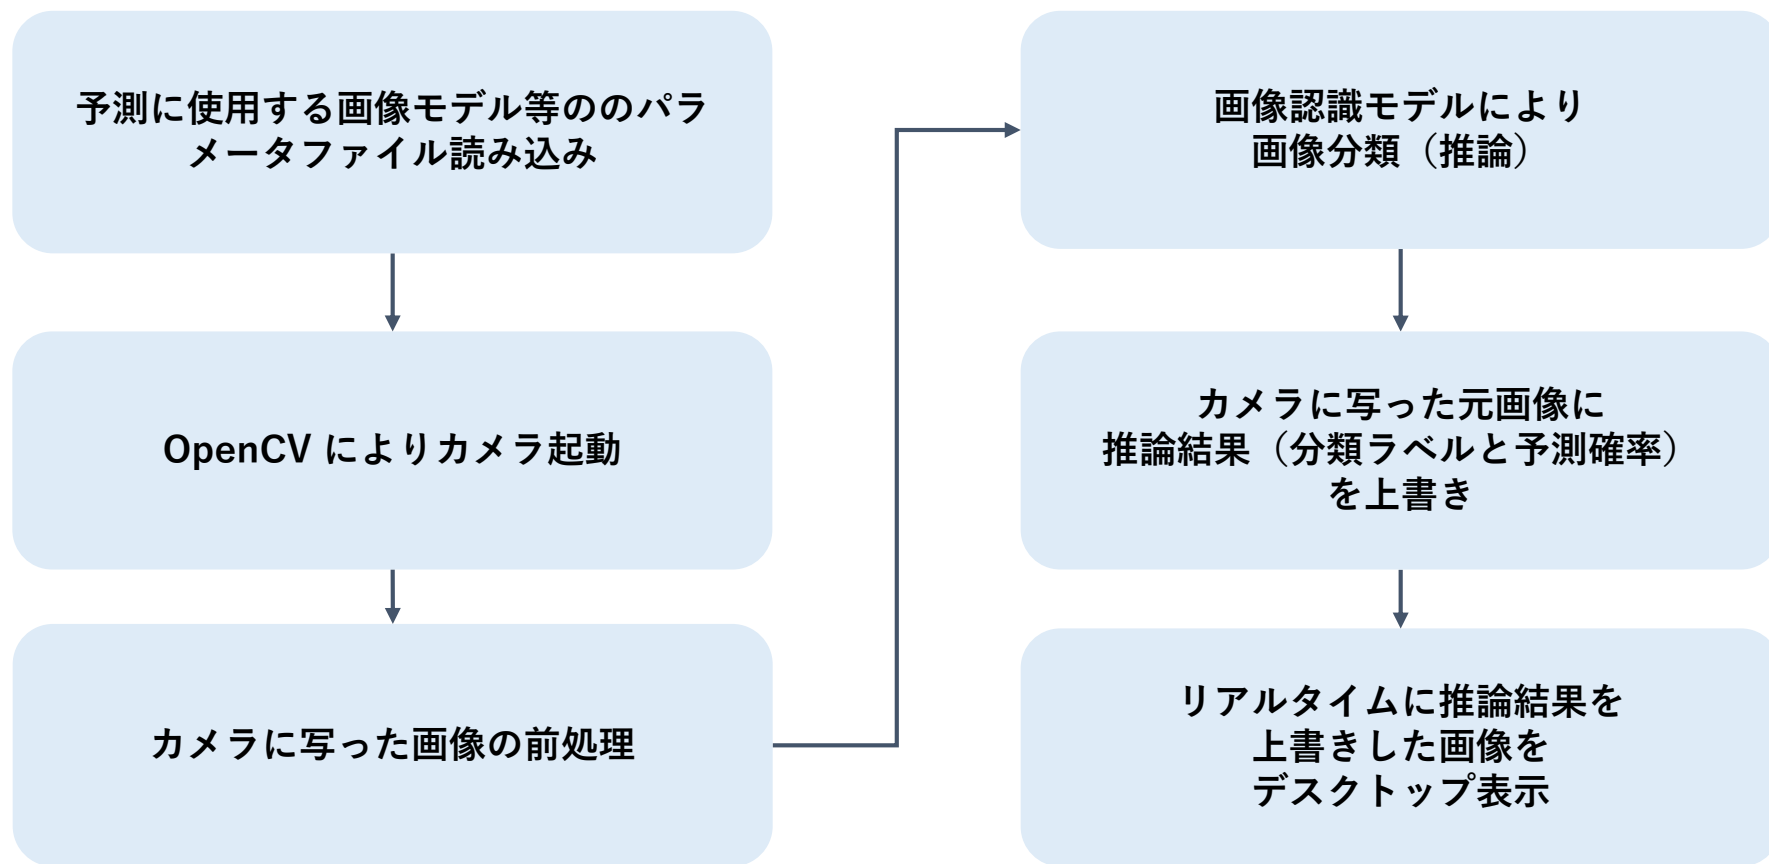 予測に使用する画像モデル等ののパラ
メータファイル読み込み
OpenCV によりカメラ起動
カメラに写った画像の前処理
画像認識モデルにより
画像分類（推論）
カメラに写った元画像に
推論結果（分類ラベルと予測確率）
を上書き
リアルタイムに推論結果を
上書きした画像を
デスクトップ表示